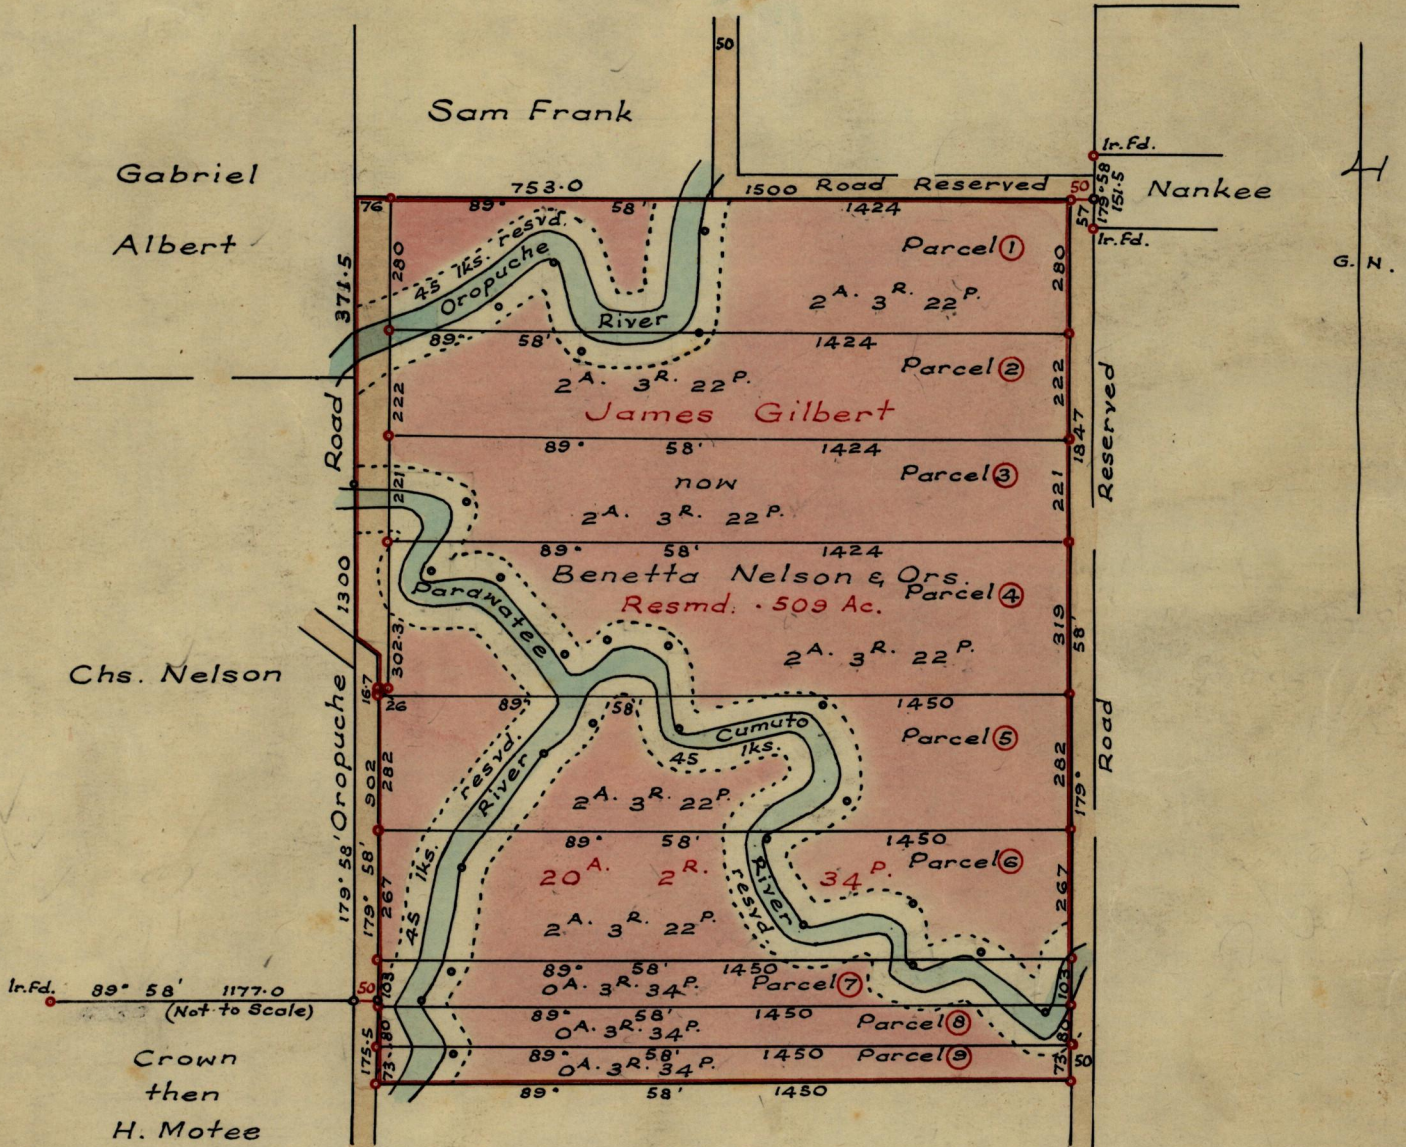 50
Sam Frank
Ir.Fd.
Gabriel
Albert
753.0
1500 Road Reserved
50
179°58'
151.5
Nankee
76
89° 58'
1424
57
Ir.Fd.
G.N.
371.5
280
45 lks. resvd.
Oropuche
River
Parcel 1
2A. 3R. 22P.
280
89° 58'
1424
Parcel 2
222
2A. 3R. 22P.
222
James Gilbert
Road
Reserved
1847
89° 58'
1424
Parcel 3
221
now
221
2A. 3R. 22P.
89° 58'
1424
1300
Benetta Nelson & Ors.
Parcel 4
Resmd. .509 Ac.
Parawatee
319
58'
302.3
2A. 3R. 22P.
Chs. Nelson
16.7
26
89° 58'
1450
Oropuche
resvd.
River
Cumuto
45 lks.
Parcel 5
Road
902
282
282
179°
2A. 3R. 22P.
89° 58'
1450
179° 58'
179° 58'
lks.
45
20A. 2R. 34P.
River
resvd
Parcel 6
267
267
2A. 3R. 22P.
89° 58'
1450
Ir.Fd.
89° 58' 1177.0
(Not to Scale)
50
103
0A. 3R. 34P.
Parcel 7
103
89° 58'
1450
80
0A. 3R. 34P.
Parcel 8
80
Crown
then
H. Motee
175.5
89° 58'
1450
Parcel 9
73
0A. 3R. 34P.
73
50
89° 58'
1450